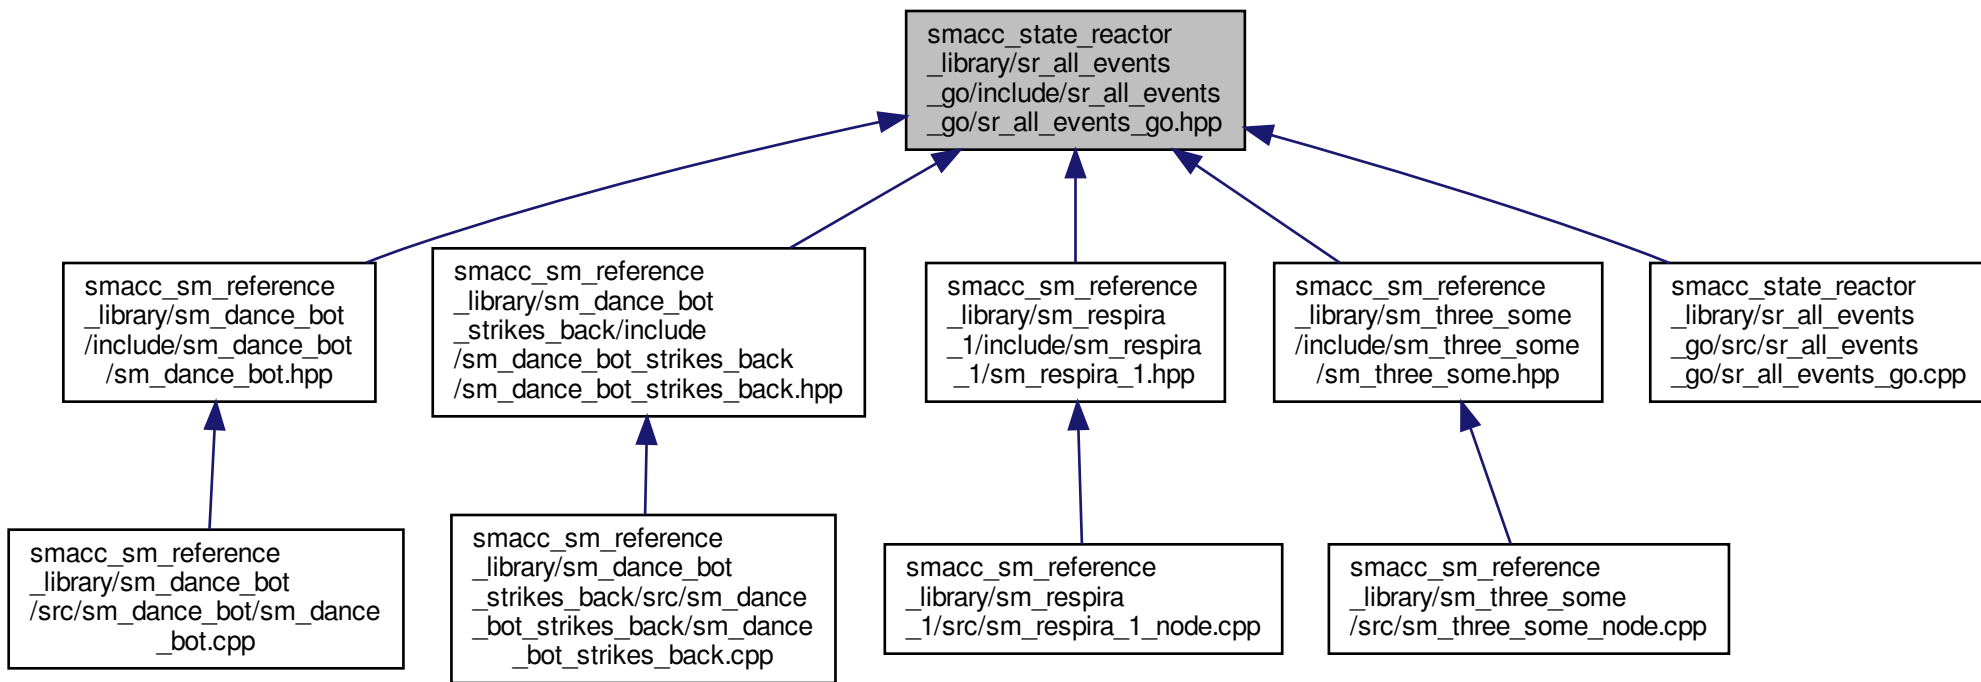 smacc_state_reactor
_library/sr_all_events
_go/include/sr_all_events
_go/sr_all_events_go.hpp
smacc_sm_reference
_library/sm_dance_bot
/include/sm_dance_bot
/sm_dance_bot.hpp
smacc_sm_reference
_library/sm_dance_bot
_strikes_back/include
/sm_dance_bot_strikes_back
/sm_dance_bot_strikes_back.hpp
smacc_sm_reference
_library/sm_respira
_1/include/sm_respira
_1/sm_respira_1.hpp
smacc_sm_reference
_library/sm_three_some
/include/sm_three_some
/sm_three_some.hpp
smacc_state_reactor
_library/sr_all_events
_go/src/sr_all_events
_go/sr_all_events_go.cpp
smacc_sm_reference
_library/sm_dance_bot
/src/sm_dance_bot/sm_dance
_bot.cpp
smacc_sm_reference
_library/sm_dance_bot
_strikes_back/src/sm_dance
_bot_strikes_back/sm_dance
_bot_strikes_back.cpp
smacc_sm_reference
_library/sm_respira
_1/src/sm_respira_1_node.cpp
smacc_sm_reference
_library/sm_three_some
/src/sm_three_some_node.cpp